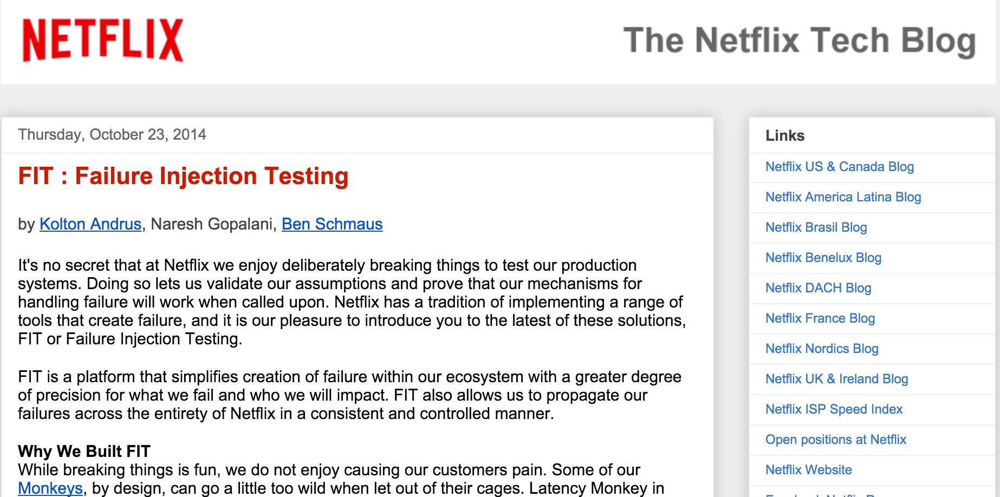 NETFLIX
The Netflix Tech Blog
Thursday, October 23, 2014
FIT : Failure Injection Testing
by Kolton Andrus, Naresh Gopalani, Ben Schmaus
It's no secret that at Netflix we enjoy deliberately breaking things to test our production
systems. Doing so lets us validate our assumptions and prove that our mechanisms for
handling failure will work when called upon. Netflix has a tradition of implementing a range of
tools that create failure, and it is our pleasure to introduce you to the latest of these solutions,
FIT or Failure Injection Testing.
FIT is a platform that simplifies creation of failure within our ecosystem with a greater degree
of precision for what we fail and who we will impact. FIT also allows us to propagate our
failures across the entirety of Netflix in a consistent and controlled manner.
Why We Built FIT
While breaking things is fun, we do not enjoy causing our customers pain. Some of our
Monkeys, by design, can go a little too wild when let out of their cages. Latency Monkey in
Links
Netflix US & Canada Blog
Netflix America Latina Blog
Netflix Brasil Blog
Netflix Benelux Blog
Netflix DACH Blog
Netflix France Blog
Netflix Nordics Blog
Netflix UK & Ireland Blog
Netflix ISP Speed Index
Open positions at Netflix
Netflix Website